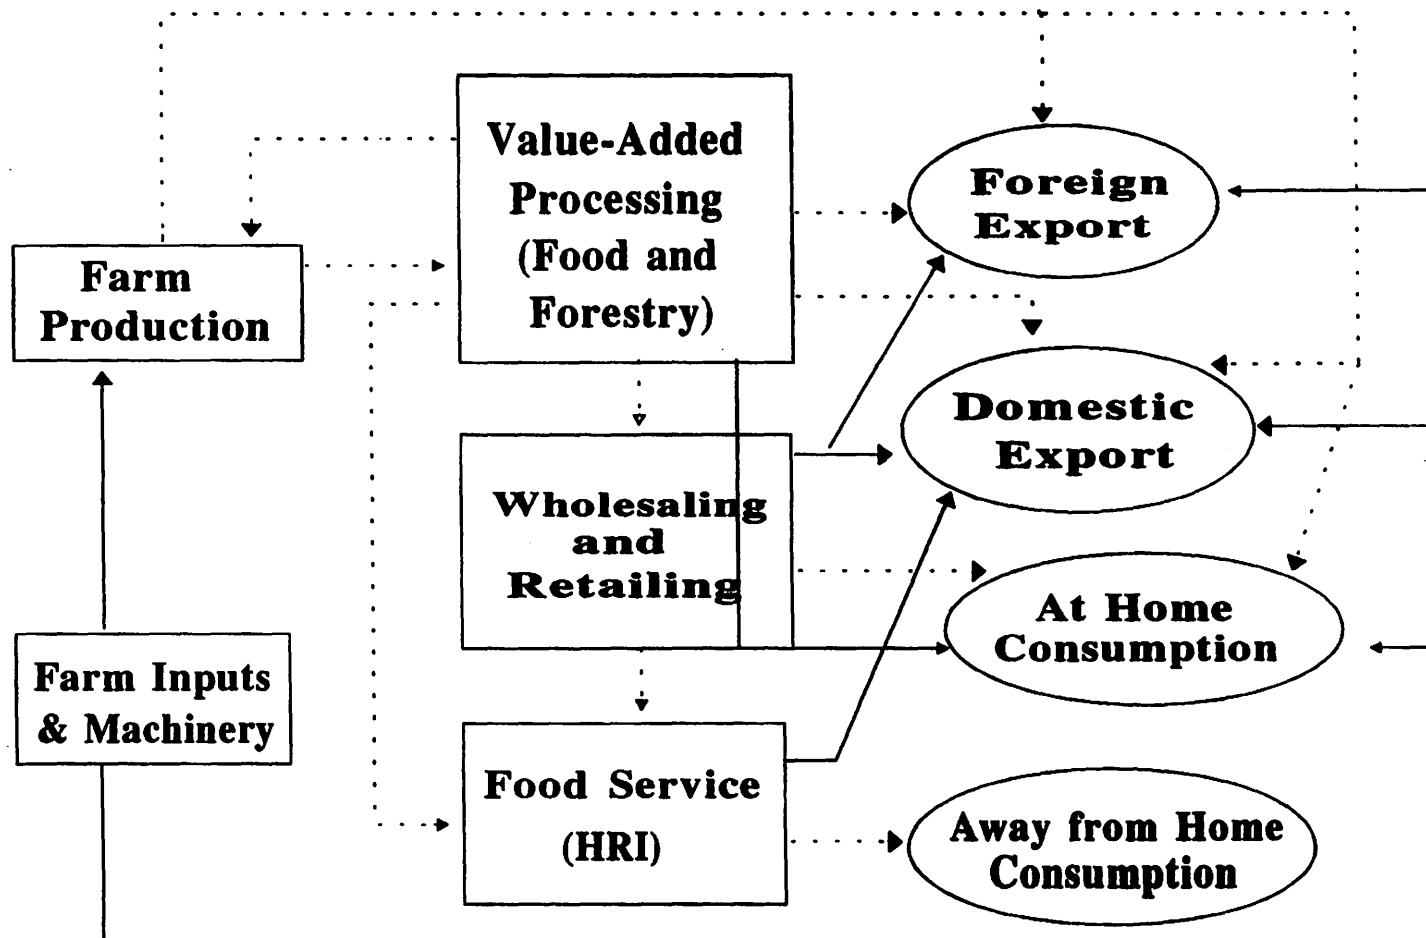 Value-Added
Processing
(Food and
Forestry)
Foreign
Export
Farm
Production
Domestic
Export
Wholesaling
and
Retailing
At Home
Consumption
Farm Inputs
& Machinery
Food Service
(HRI)
Away from Home
Consumption